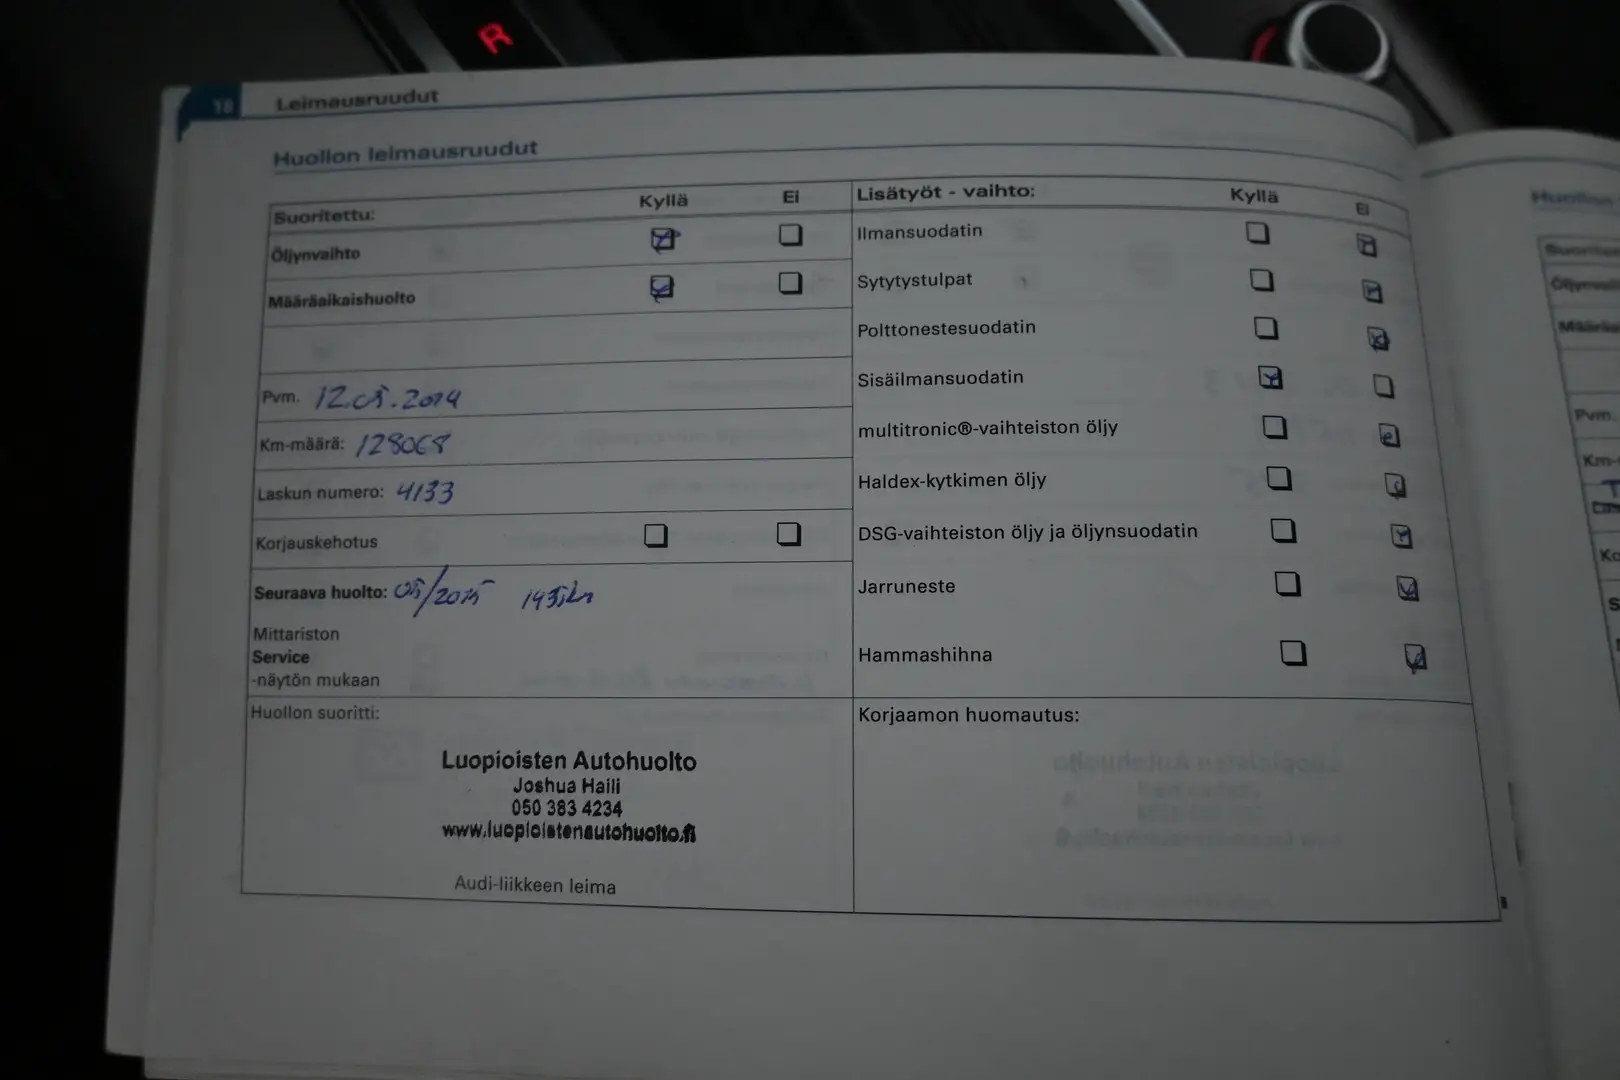 R
18 Leimausruudut
Huollon leimausruudut
Suoritettu: Kyllä Ei
Öljynvaihto
Määräaikaishuolto
Pvm. 12.05.2014
Km-määrä: 128068
Laskun numero: 4133
Korjauskehotus
Seuraava huolto: 05/2015
Mittariston
Service
-näytön mukaan
Huollon suoritti:
Luopioisten Autohuolto
Joshua Haili
050 383 4234
www.luopioistenautohuolto.fi
Audi-liikkeen leima
Lisätyöt - vaihto: Kyllä Ei
Ilmansuodatin
Sytytystulpat
Polttonestesuodatin
Sisäilmansuodatin
multitronic®-vaihteiston öljy
Haldex-kytkimen öljy
DSG-vaihteiston öljy ja öljynsuodatin
Jarruneste
Hammashihna
Korjaamon huomautus:
Huollon
Pvm.